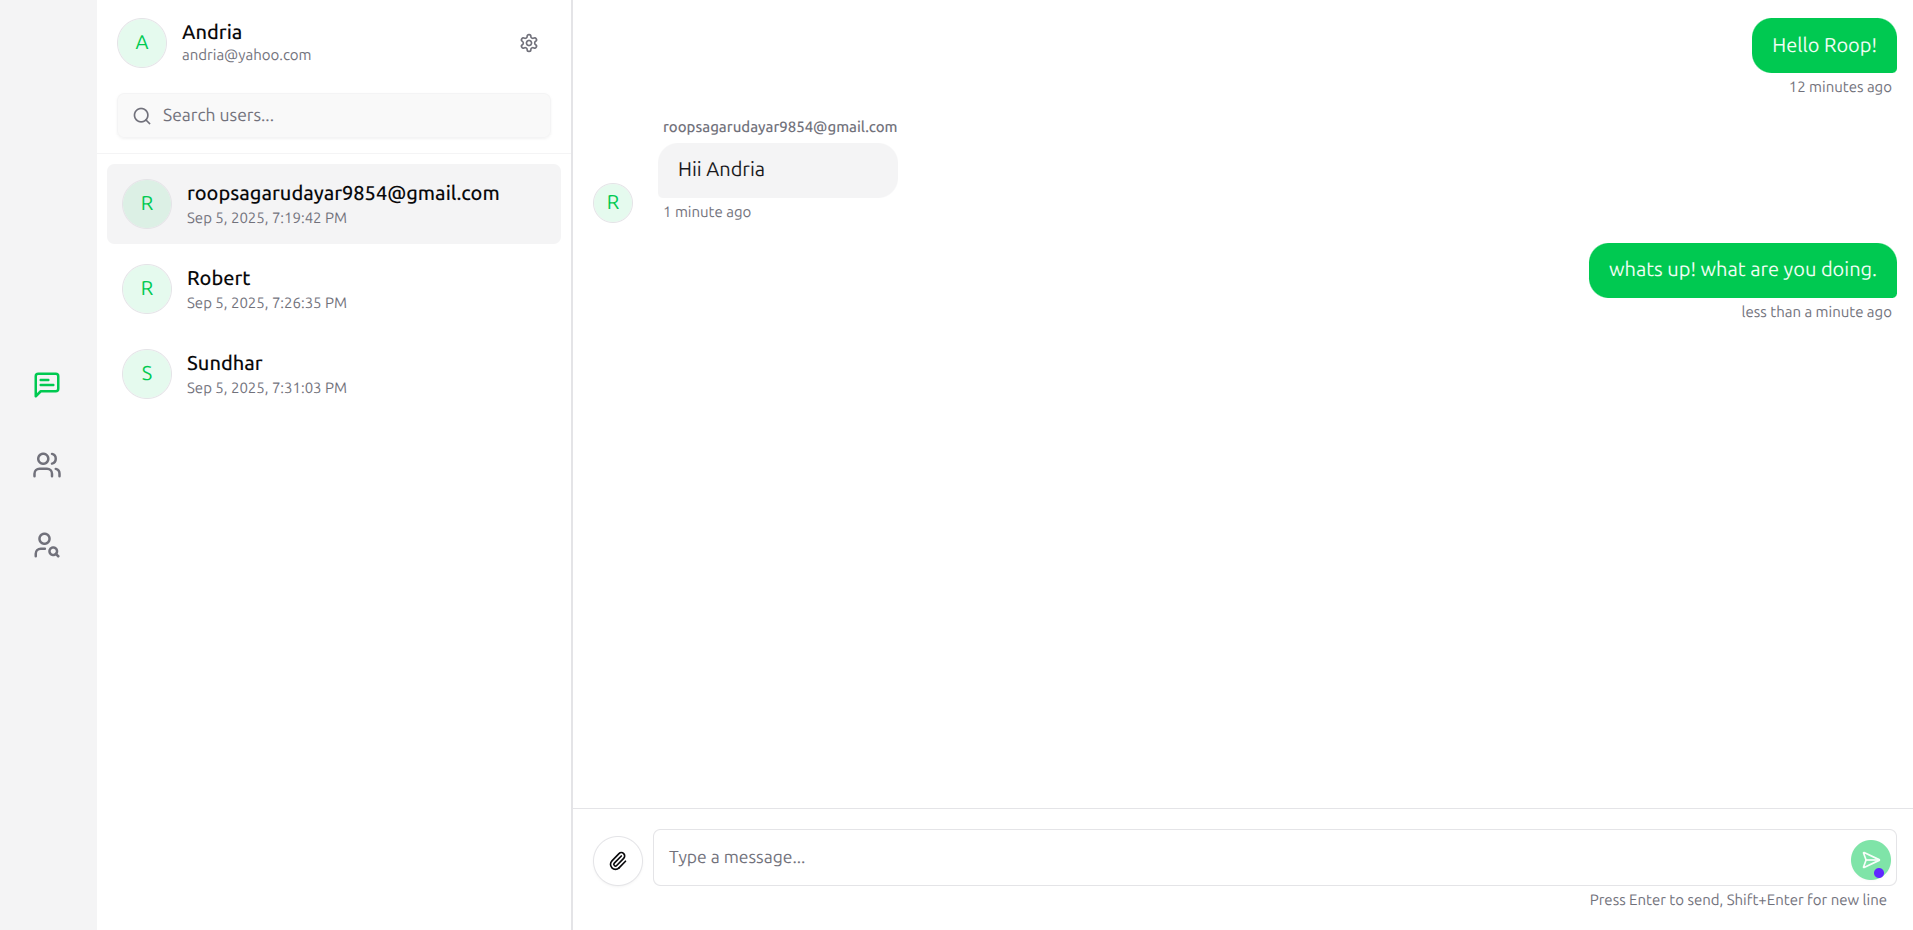 A
Andria
andria@yahoo.com
Search users...
R
roopsagarudayar9854@gmail.com
Sep 5, 2025, 7:19:42 PM
R
Robert
Sep 5, 2025, 7:26:35 PM
S
Sundhar
Sep 5, 2025, 7:31:03 PM
Hello Roop!
12 minutes ago
roopsagarudayar9854@gmail.com
Hii Andria
R
1 minute ago
whats up! what are you doing.
less than a minute ago
Type a message...
Press Enter to send, Shift+Enter for new line